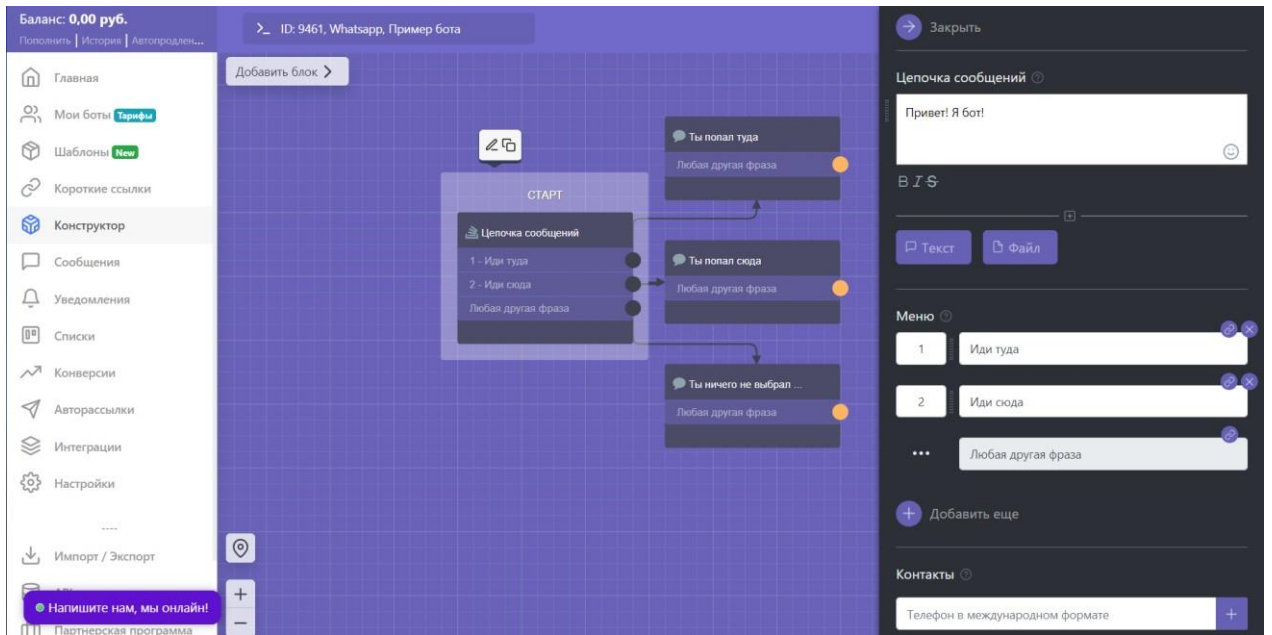 Баланс: 0,00 руб.
Пополнить | История | Автопродлен...
Главная
Мои боты Тарифы
Шаблоны New
Короткие ссылки
Конструктор
Сообщения
Уведомления
Списки
Конверсии
Авторассылки
Интеграции
Настройки
----
Импорт / Экспорт
Напишите нам, мы онлайн!
Партнерская программа
>_ ID: 9461, Whatsapp, Пример бота
Добавить блок
СТАРТ
Цепочка сообщений
1 - Иди туда
2 - Иди сюда
Любая другая фраза
Ты попал туда
Любая другая фраза
Ты попал сюда
Любая другая фраза
Ты ничего не выбрал ...
Любая другая фраза
Закрыть
Цепочка сообщений
Привет! Я бот!
B I S
Текст Файл
Меню
1 Иди туда
2 Иди сюда
... Любая другая фраза
Добавить еще
Контакты
Телефон в международном формате